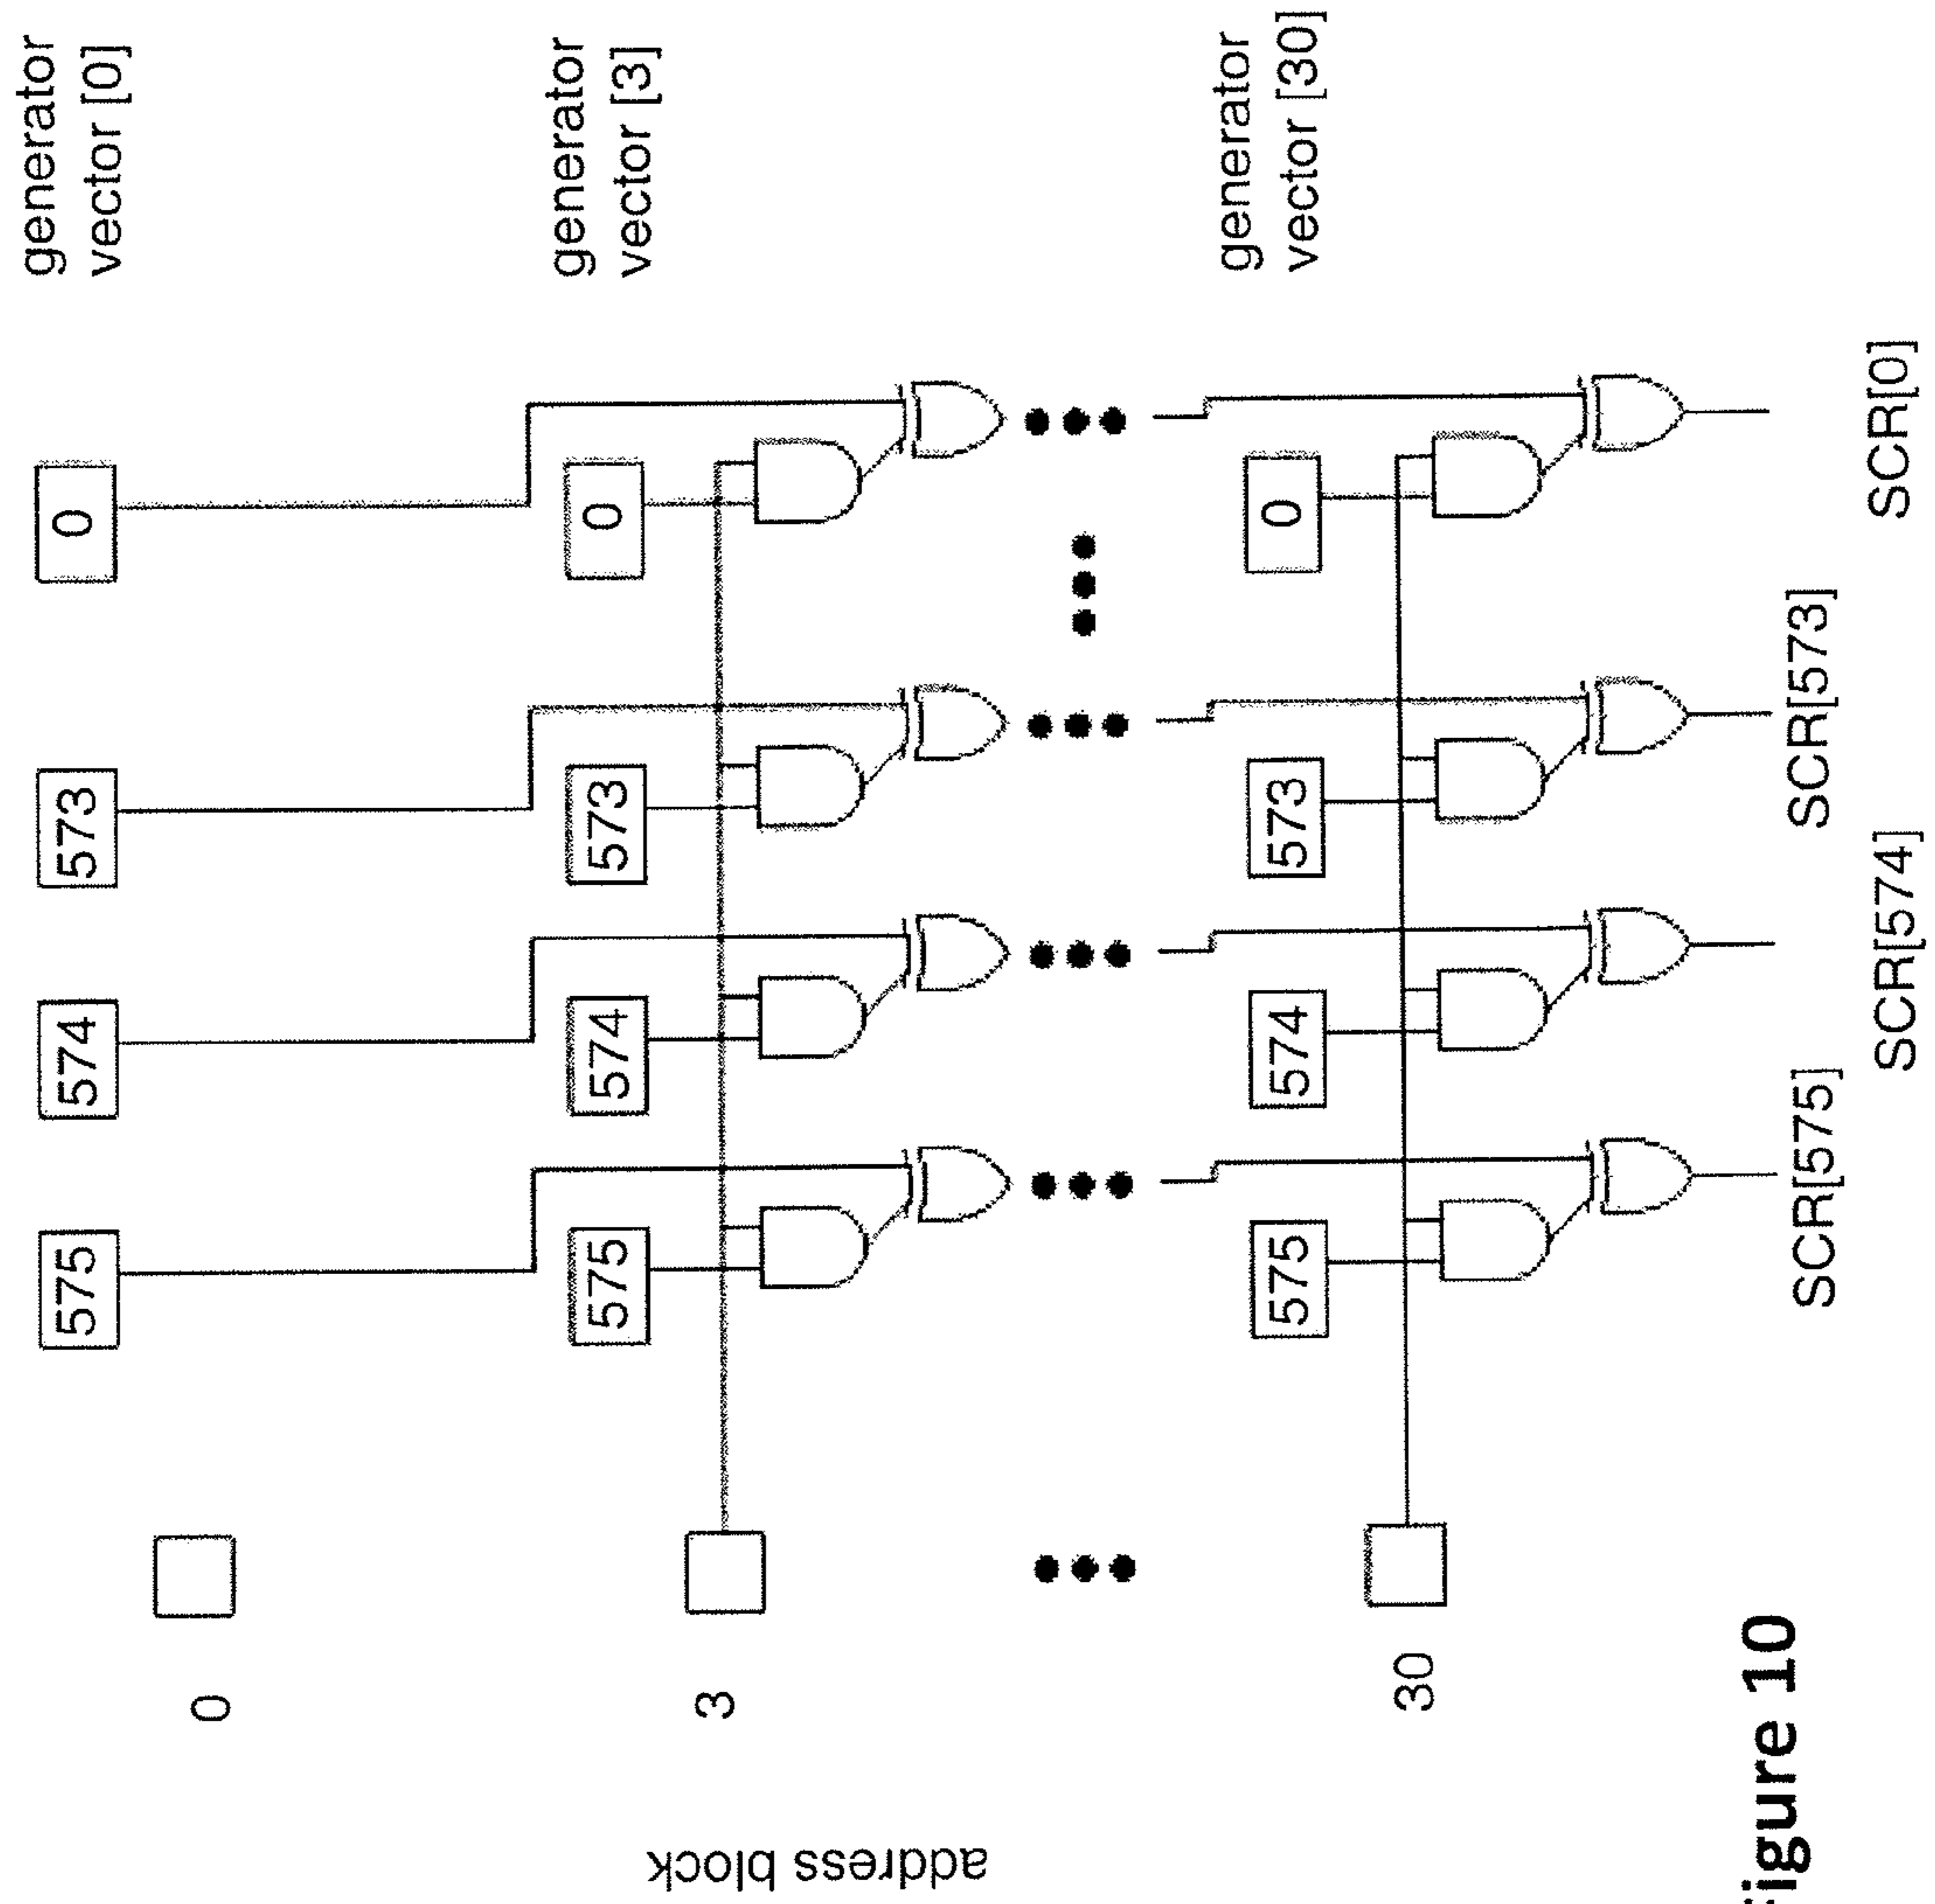 generator
vector [0]
575
574
573
0
0
generator
vector [3]
575
574
573
0
3
generator
vector [30]
575
574
573
0
30
address block
SCR[575]
SCR[574]
SCR[573]
SCR[0]
igure 10